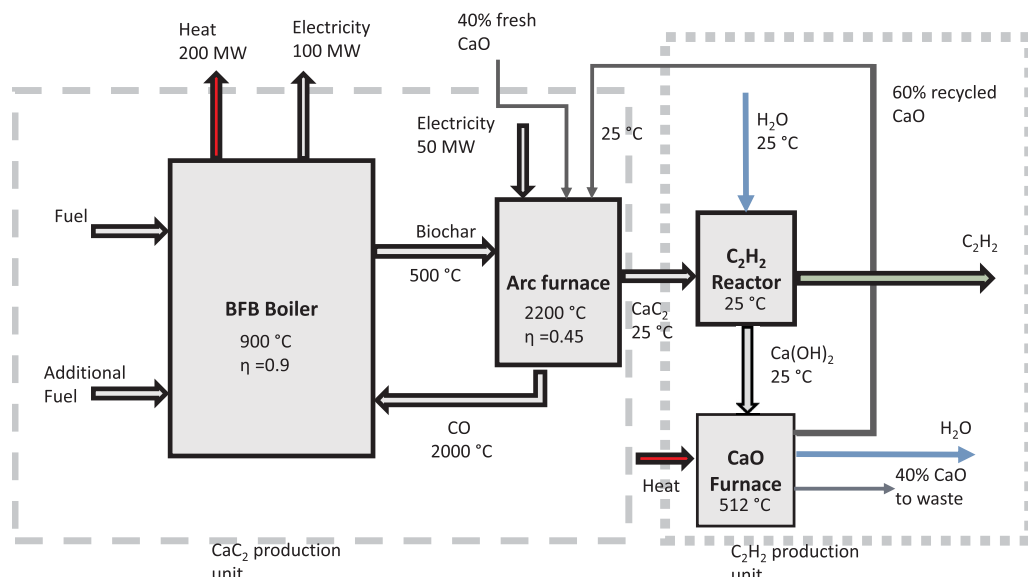 Heat
200 MW
Electricity
100 MW
40% fresh
CaO
60% recycled
CaO
Electricity
50 MW
25 °C
H₂O
25 °C
Fuel
Biochar
500 °C
BFB Boiler
900 °C
η =0.9
Arc furnace
2200 °C
η =0.45
CaC₂
25 °C
C₂H₂
Reactor
25 °C
C₂H₂
Additional
Fuel
CO
2000 °C
Ca(OH)₂
25 °C
Heat
CaO
Furnace
512 °C
H₂O
40% CaO
to waste
CaC₂ production
unit
C₂H₂ production
unit